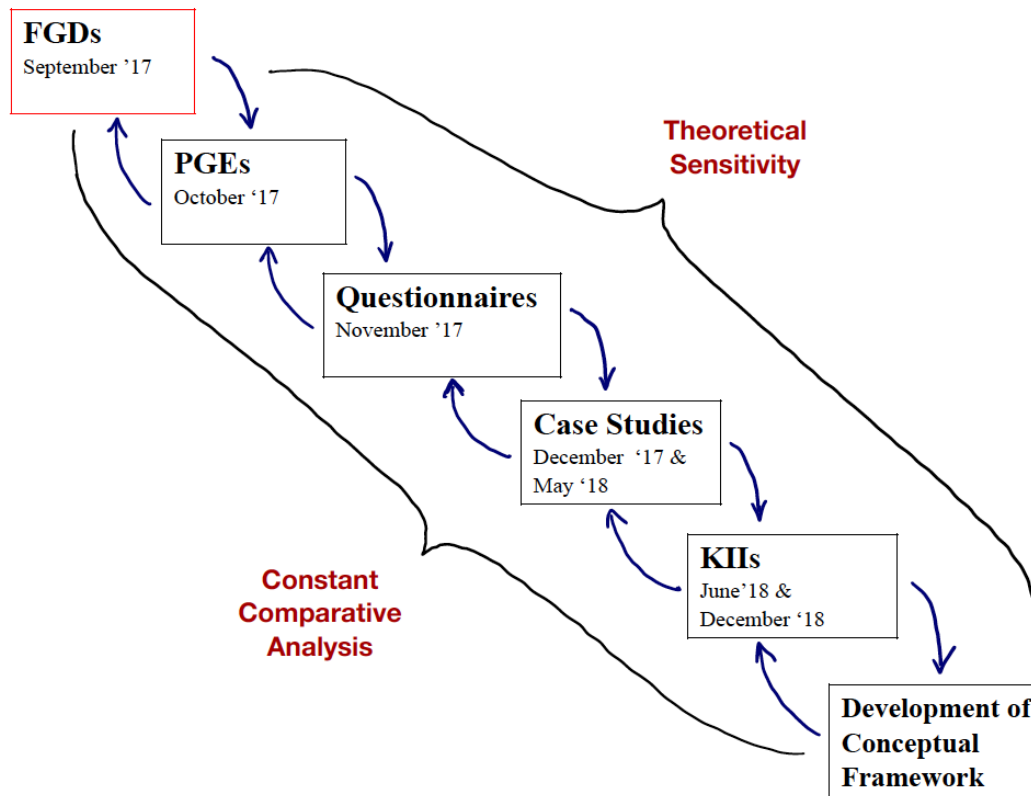 FGDs
September ’17
Theoretical
Sensitivity
PGEs
October ‘17
Questionnaires
November ’17
Case Studies
December ‘17 &
May ‘18
KIIs
June’18 &
December ‘18
Constant
Comparative
Analysis
Development of
Conceptual
Framework